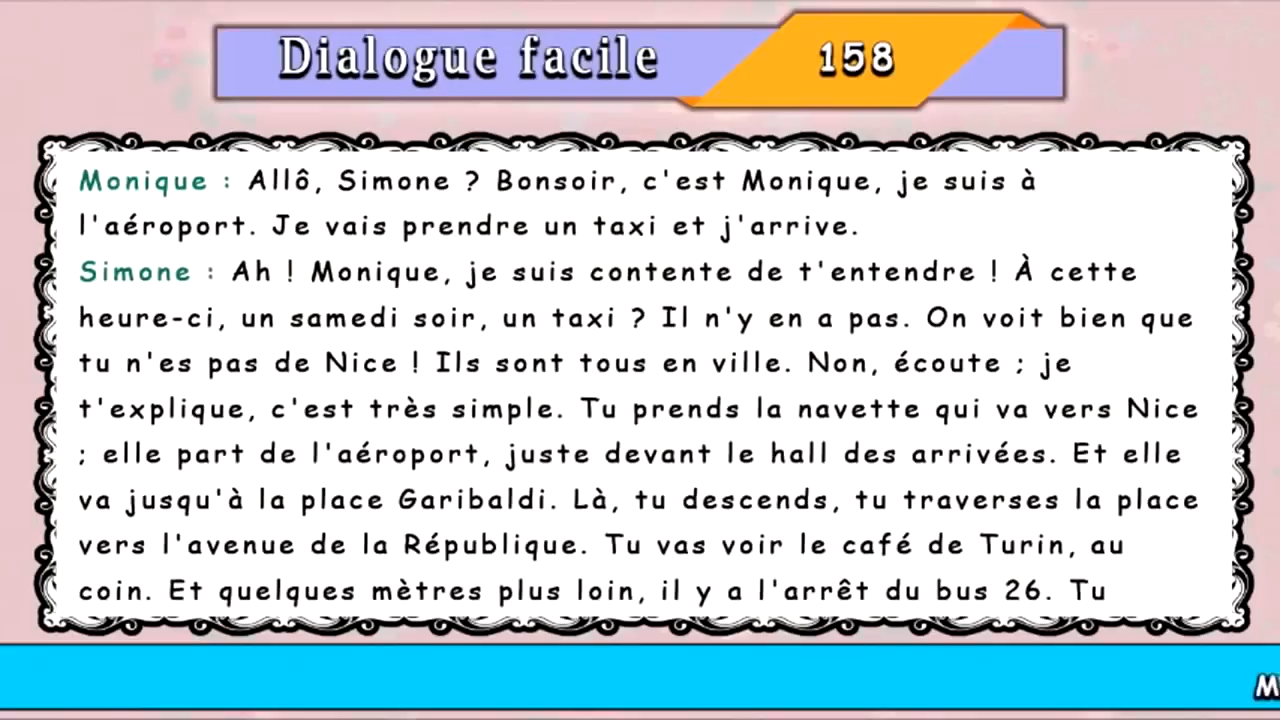 Dialogue facile
158
Monique : Allô, Simone ? Bonsoir, c'est Monique, je suis à
l'aéroport. Je vais prendre un taxi et j'arrive.
Simone : Ah ! Monique, je suis contente de t'entendre ! À cette
heure-ci, un samedi soir, un taxi ? Il n'y en a pas. On voit bien que
tu n'es pas de Nice ! Ils sont tous en ville. Non, écoute ; je
t'explique, c'est très simple. Tu prends la navette qui va vers Nice
; elle part de l'aéroport, juste devant le hall des arrivées. Et elle
va jusqu'à la place Garibaldi. Là, tu descends, tu traverses la place
vers l'avenue de la République. Tu vas voir le café de Turin, au
coin. Et quelques mètres plus loin, il y a l'arrêt du bus 26. Tu